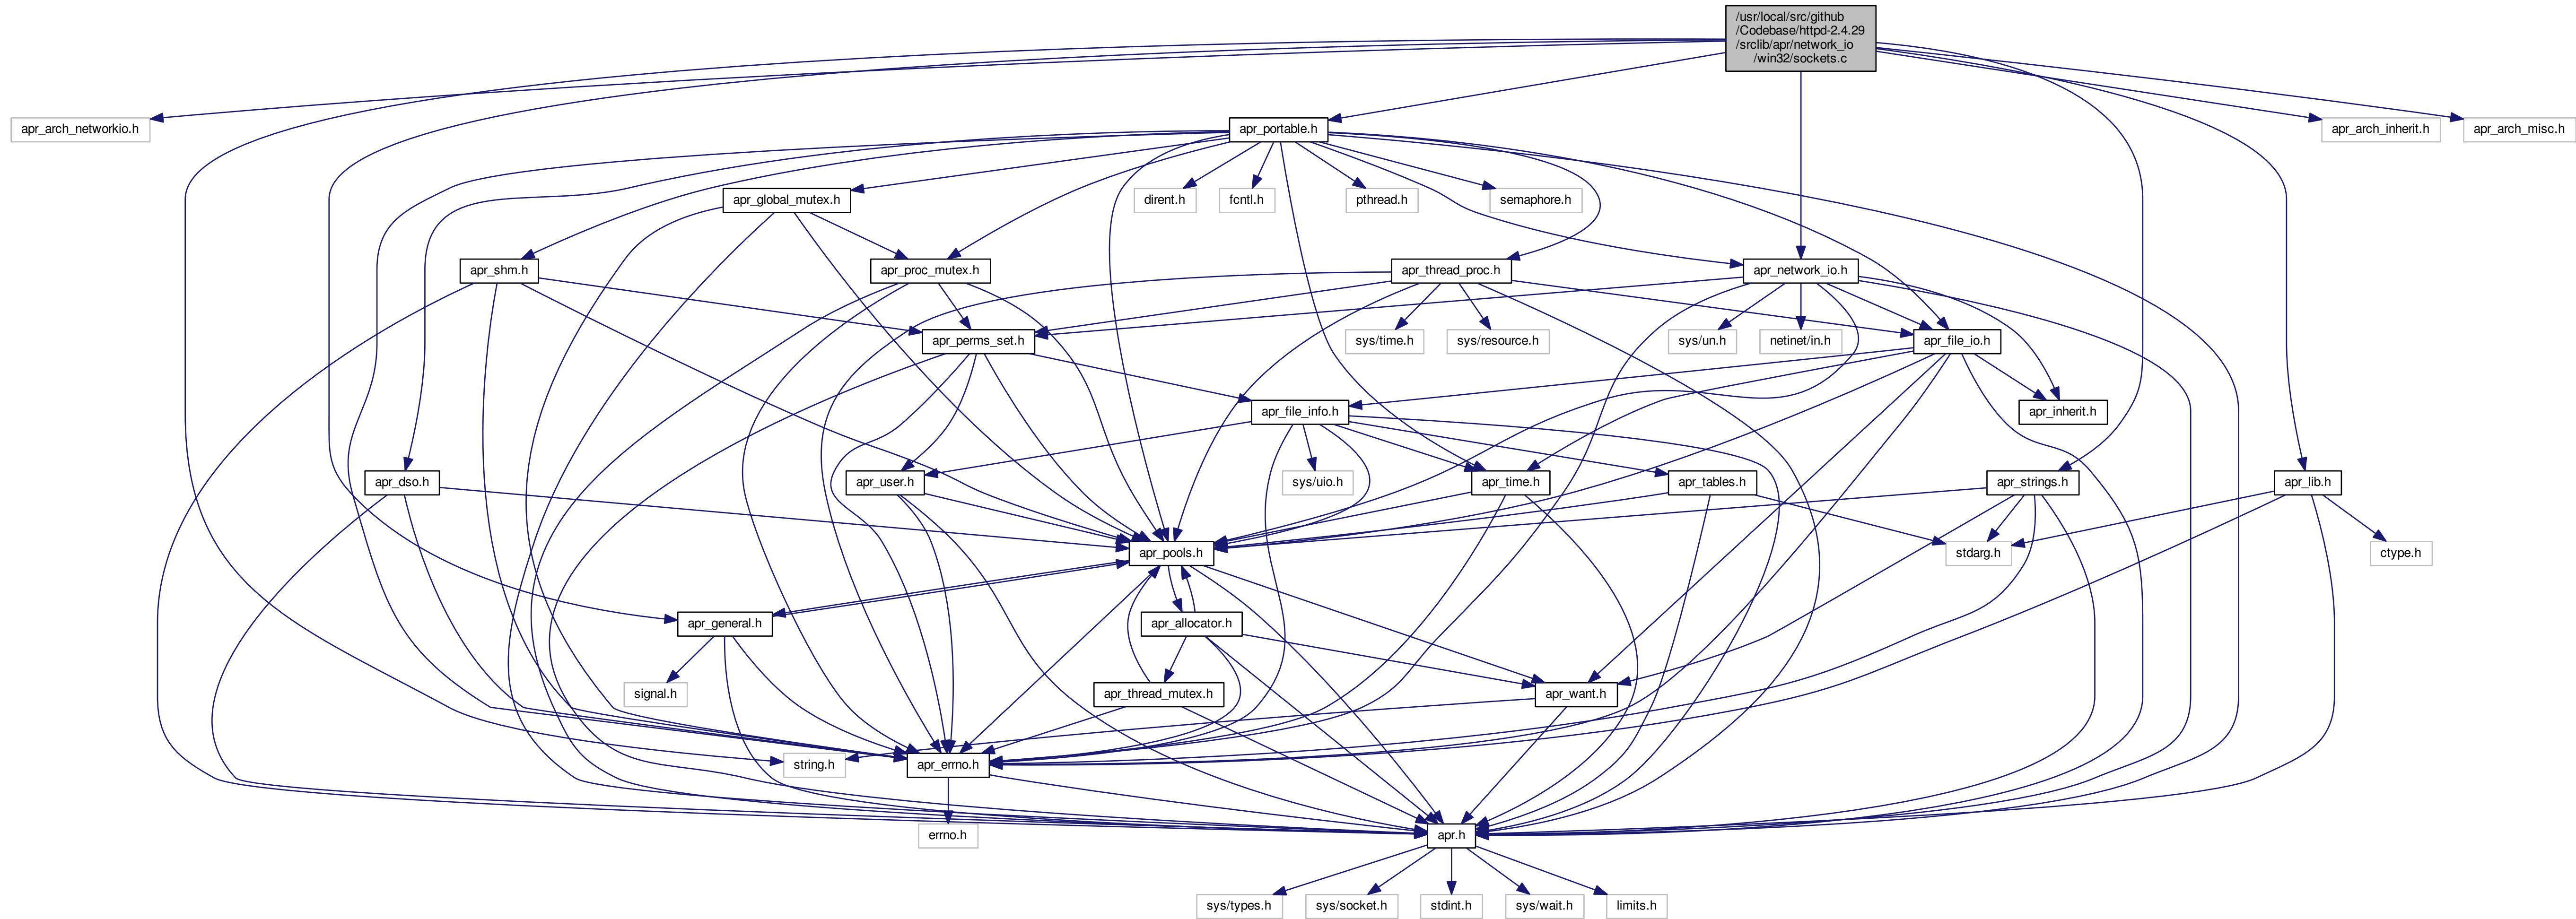 /usr/local/src/github
/Codebase/httpd-2.4.29
/srclib/apr/network_io
/win32/sockets.c
apr_arch_networkio.h
apr_portable.h
apr_arch_inherit.h
apr_arch_misc.h
apr_global_mutex.h
dirent.h
fcntl.h
pthread.h
semaphore.h
apr_shm.h
apr_proc_mutex.h
apr_thread_proc.h
apr_network_io.h
apr_perms_set.h
sys/time.h
sys/resource.h
sys/un.h
netinet/in.h
apr_file_io.h
apr_file_info.h
apr_inherit.h
apr_dso.h
apr_user.h
sys/uio.h
apr_time.h
apr_tables.h
apr_strings.h
apr_lib.h
apr_pools.h
stdarg.h
ctype.h
apr_general.h
apr_allocator.h
signal.h
apr_thread_mutex.h
apr_want.h
string.h
apr_errno.h
errno.h
apr.h
sys/types.h
sys/socket.h
stdint.h
sys/wait.h
limits.h